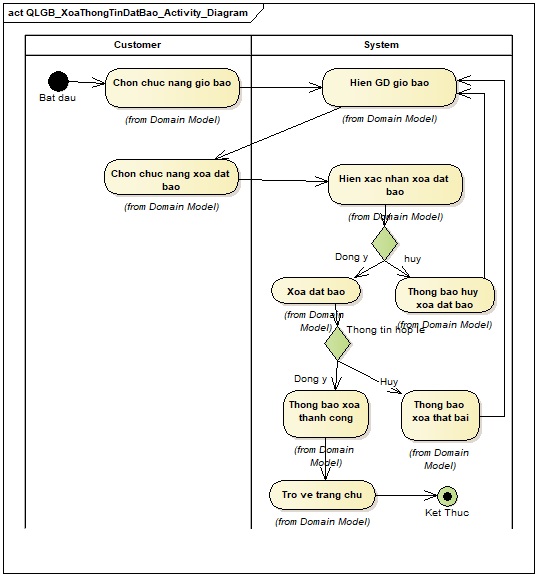 act QLGB_XoaThongTinDatBao_Activity_Diagram
Customer
System
Bat dau
Chon chuc nang gio bao
(from Domain Model)
Hien GD gio bao
(from Domain Model)
Chon chuc nang xoa dat
bao
(from Domain Model)
Hien xac nhan xoa dat
bao
(from Domain Model)
Dong y
huy
Xoa dat bao
(from Domain
Model)
Thong bao huy
xoa dat bao
(from Domain Model)
Thong tin hop le
Dong y
Huy
Thong bao xoa
thanh cong
(from Domain
Model)
Thong bao
xoa that bai
(from Domain
Model)
Tro ve trang chu
(from Domain Model)
Ket Thuc